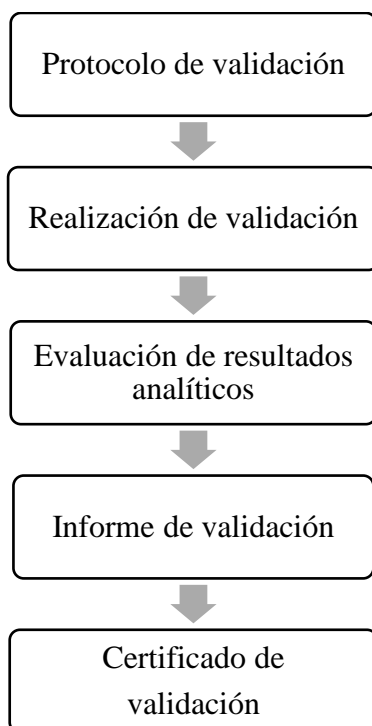 Protocolo de validación
Realización de validación
Evaluación de resultados
analíticos
Informe de validación
Certificado de
validación